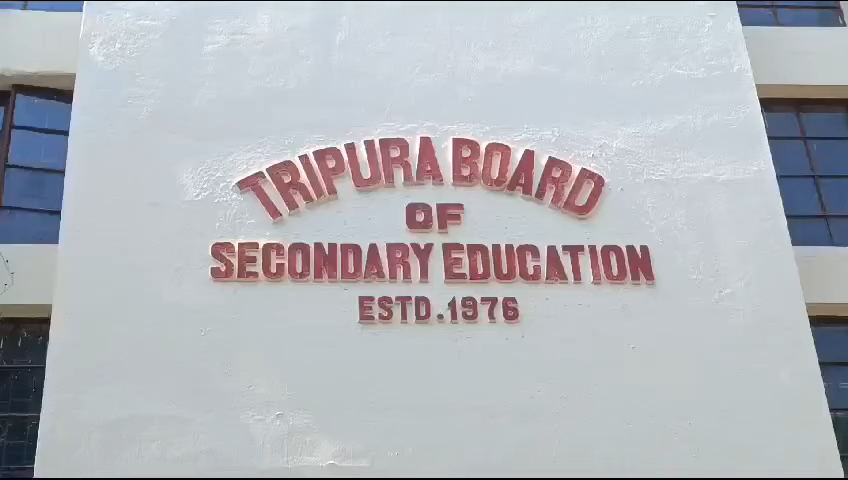 TRIPURA BOARD
OF
SECONDARY EDUCATION
ESTD.1976